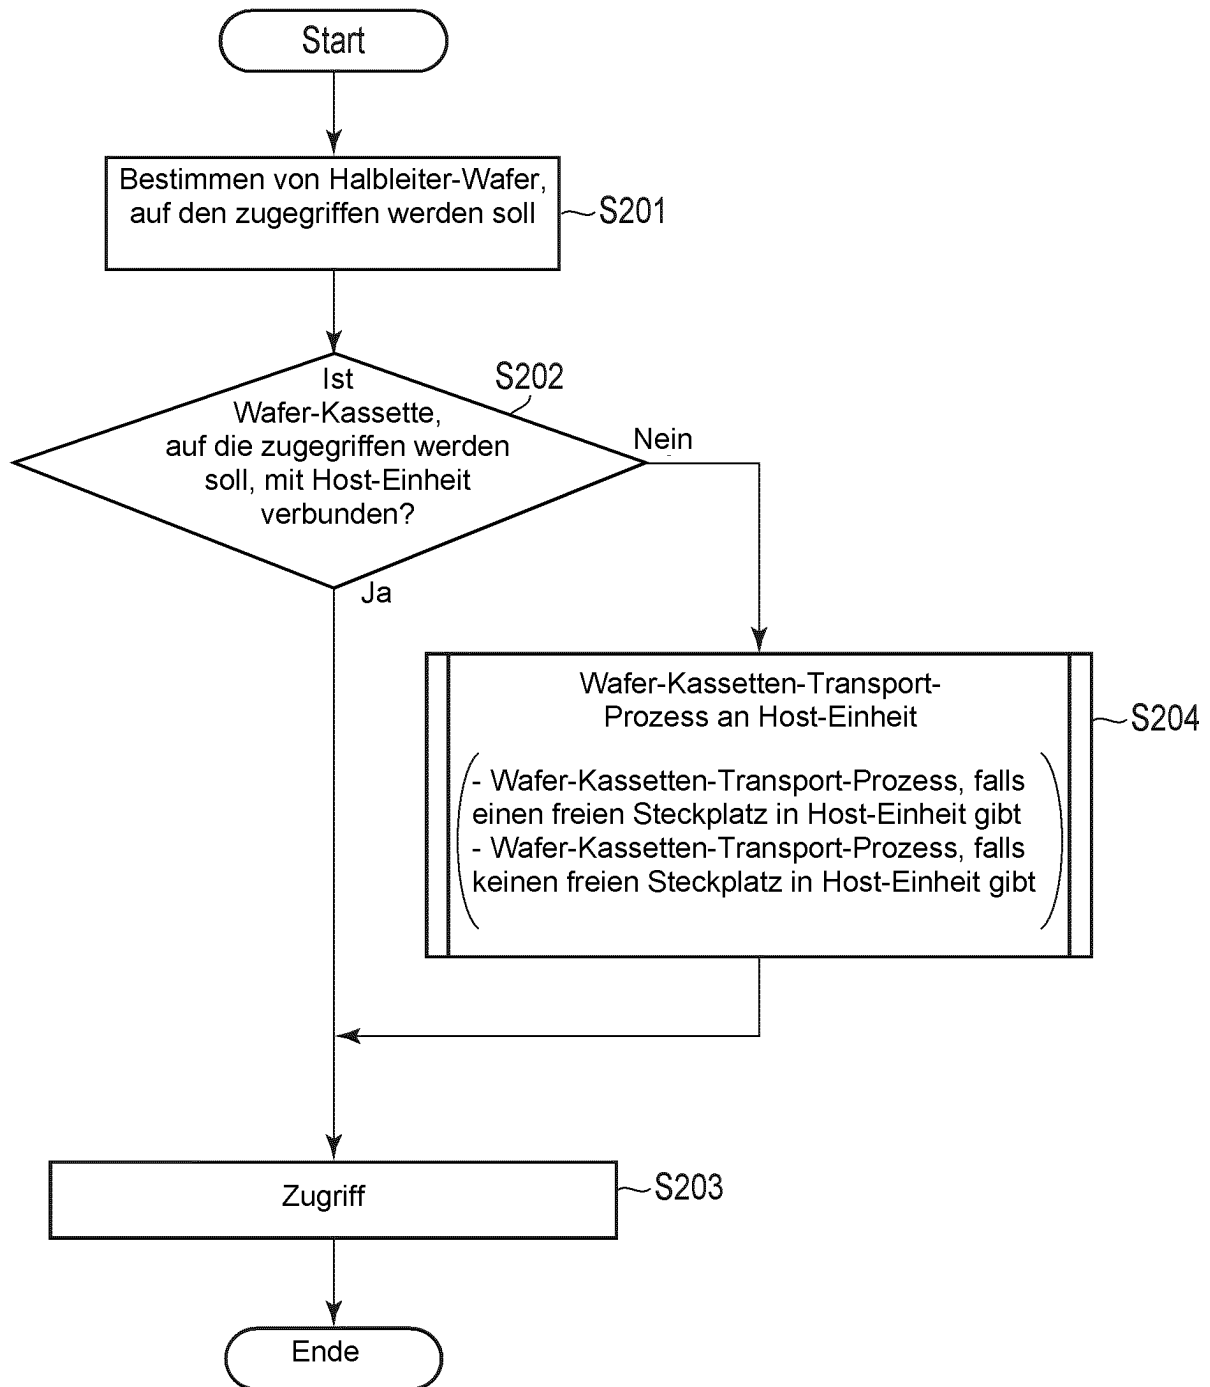 Start
Bestimmen von Halbleiter-Wafer,
auf den zugegriffen werden soll
S201
Ist
Wafer-Kassette,
auf die zugegriffen werden
soll, mit Host-Einheit
verbunden?
S202
Nein
Ja
Wafer-Kassetten-Transport-
Prozess an Host-Einheit
- Wafer-Kassetten-Transport-Prozess, falls
einen freien Steckplatz in Host-Einheit gibt
- Wafer-Kassetten-Transport-Prozess, falls
keinen freien Steckplatz in Host-Einheit gibt
S204
Zugriff
S203
Ende